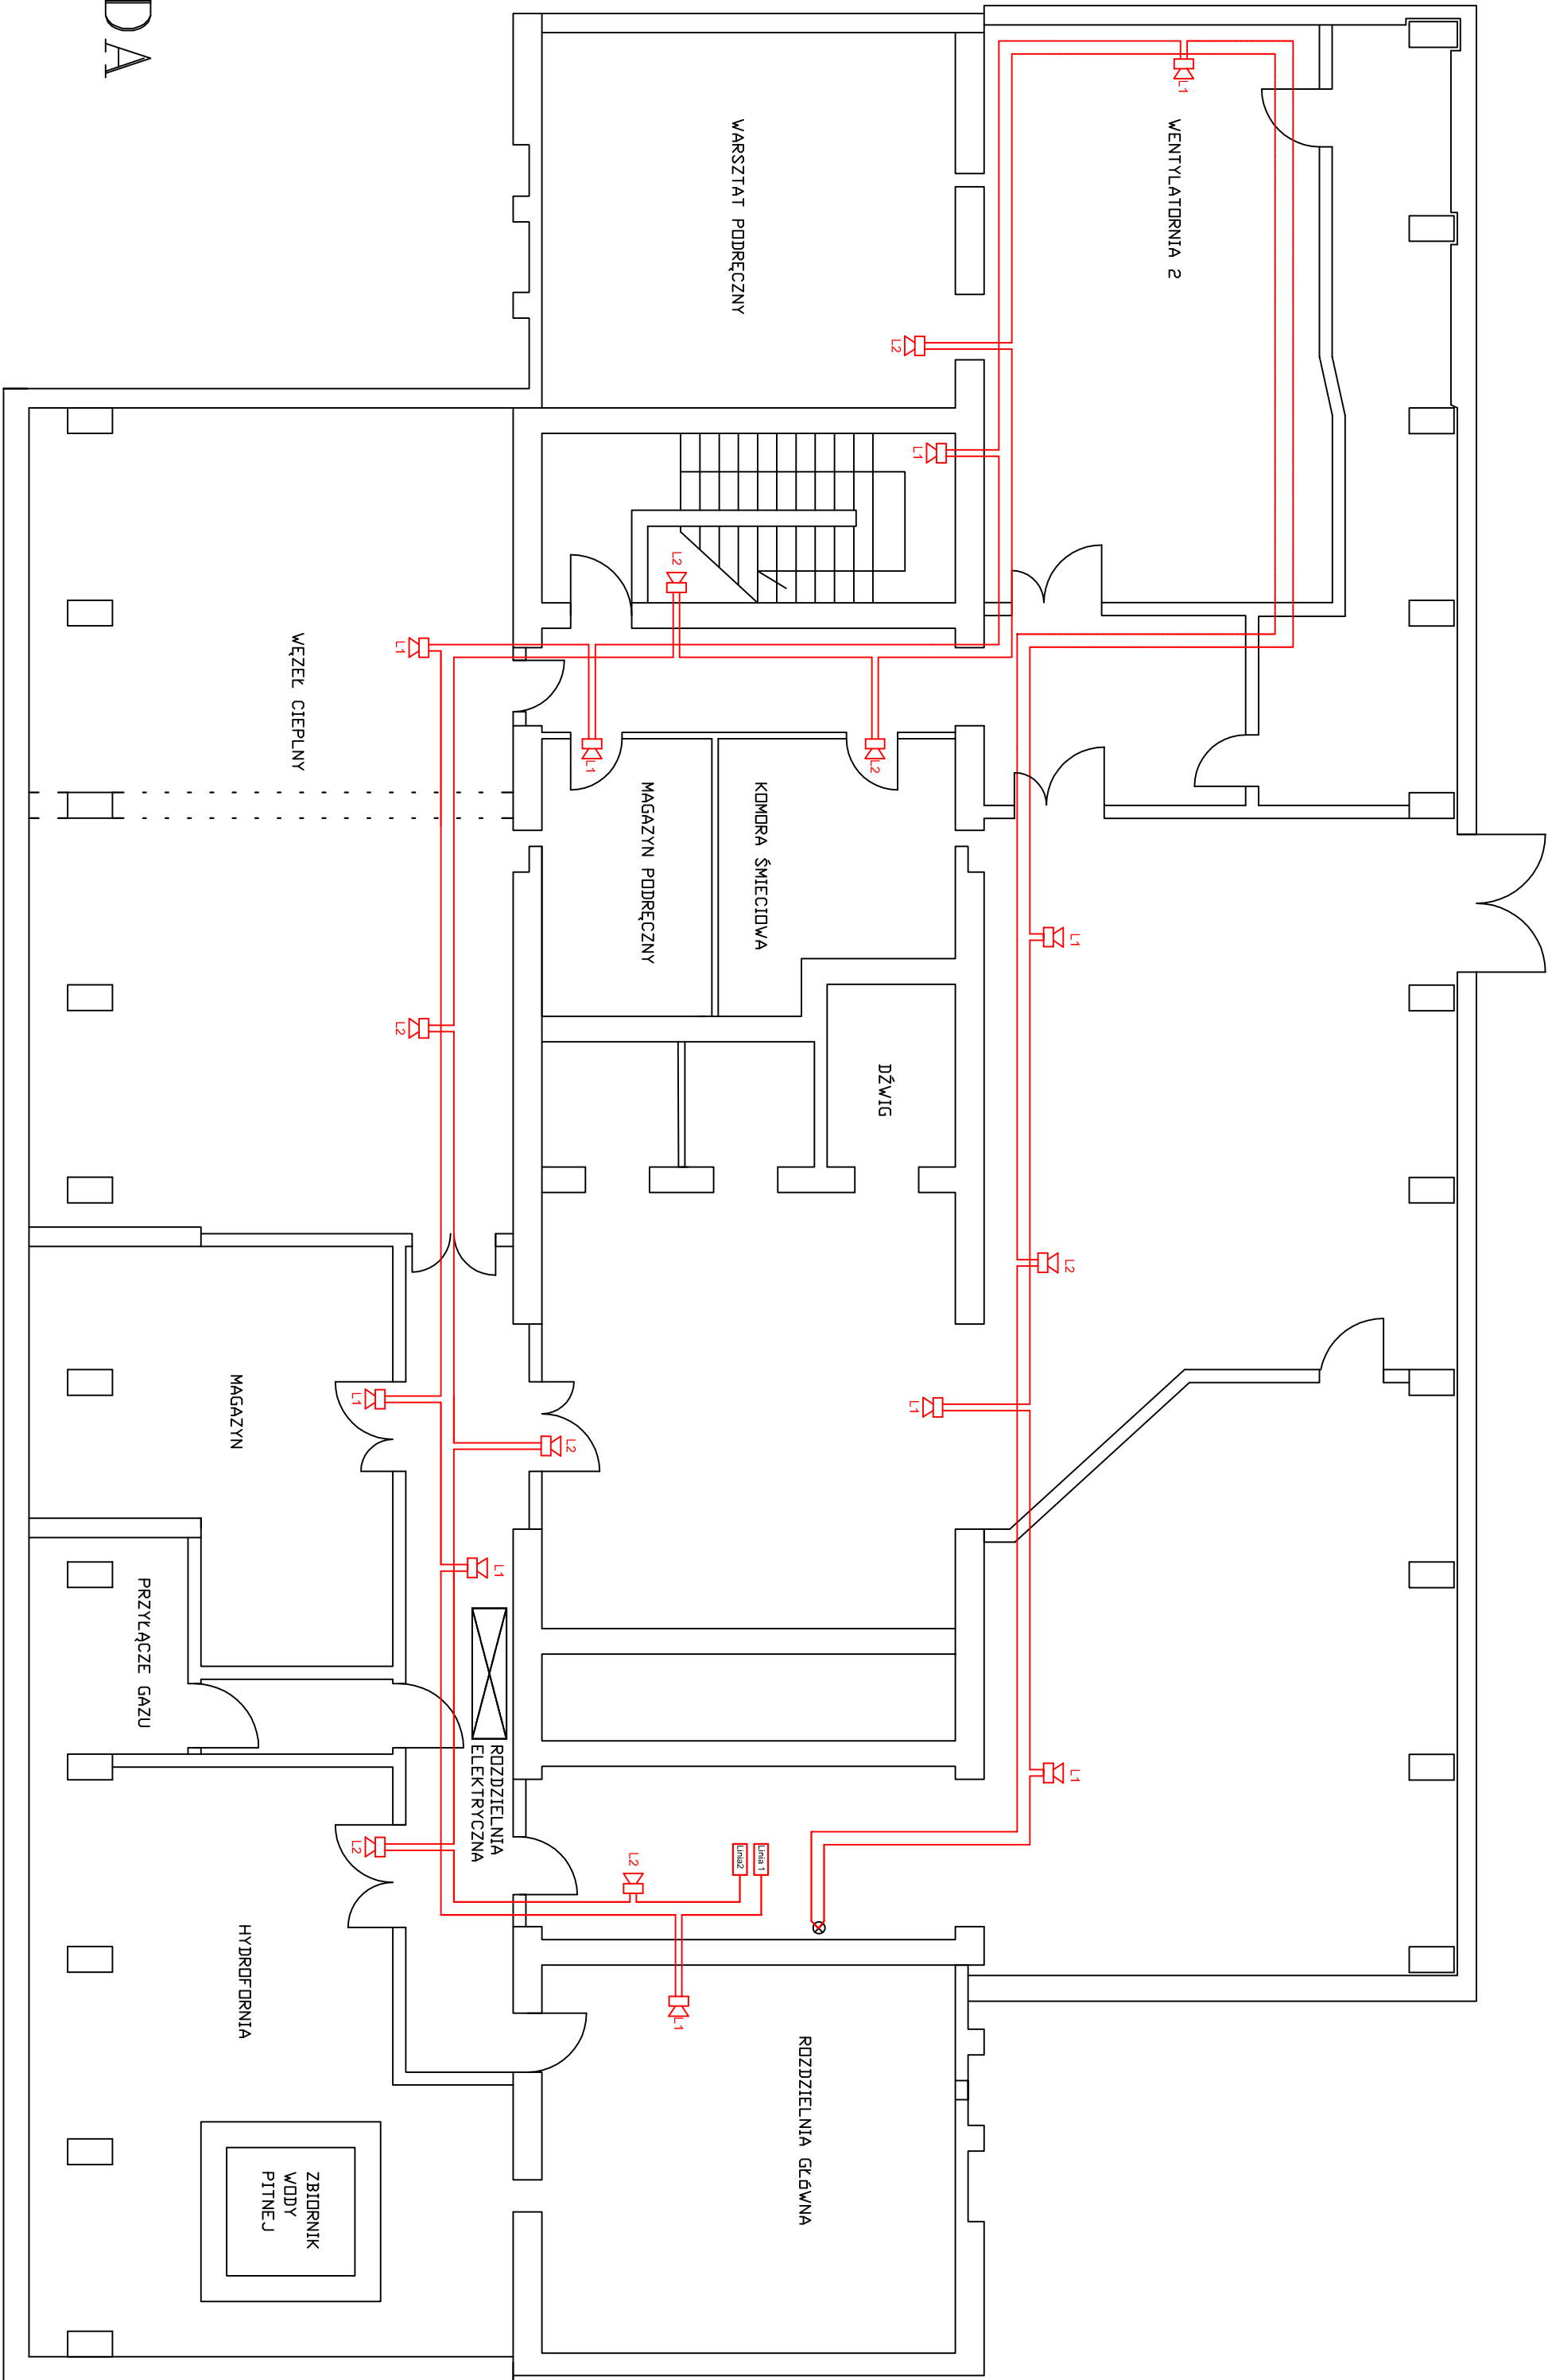 L1
WENTYLATORNIA 2
L1
L2
L1
L1
L1
L2
DŹWIG
L2
ROZDZIELNIA GŁÓWNA
KOMORA ŚMIECIOWA
Linia 1
WARSZTAT PODRĘCZNY
Linia2
L2
L1
MAGAZYN PODRĘCZNY
L2
L1
L2
L1
ROZDZIELNIA
ELEKTRYCZNA
L1
L2
L1
L2
ZBIORNIK
WODY
PITNEJ
WĘZEŁ CIEPLNY
HYDROFORNIA
MAGAZYN
PRZYŁĄCZE GAZU
DA